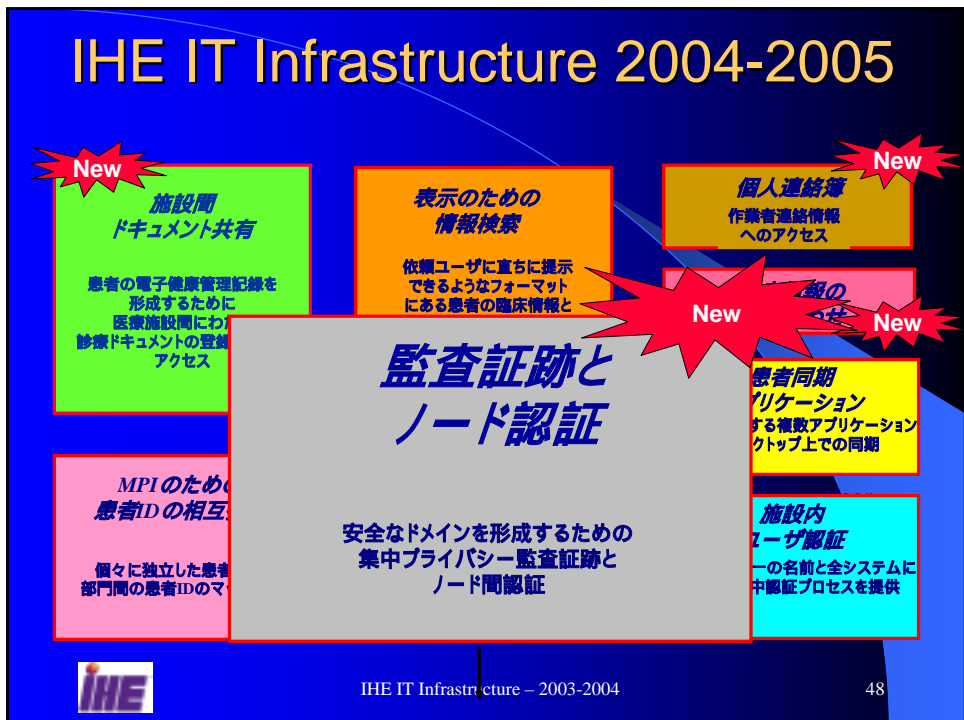 IHE IT Infrastructure 2004-2005
New
施設間
ドキュメント共有
患者の電子健康管理記録を
形成するために
医療施設間にわた
診療ドキュメントの登録
アクセス
表示のための
情報検索
依頼ユーザに直ちに提示
できるようなフォーマット
にある患者の臨床情報と
New
個人連絡簿
作業者連絡情報
へのアクセス
報の
せ
New
New
監査証跡と
ノード認証
安全なドメインを形成するための
集中プライバシー監査証跡と
ノード間認証
患者同期
プリケーション
する複数アプリケーション
クトップ上での同期
MPIのための
患者IDの相互
個々に独立した患者
部門間の患者IDのマッ
施設内
ユーザ認証
一の名前と全システムに
中認証プロセスを提供
IHE
IHE IT Infrastructure – 2003-2004
48